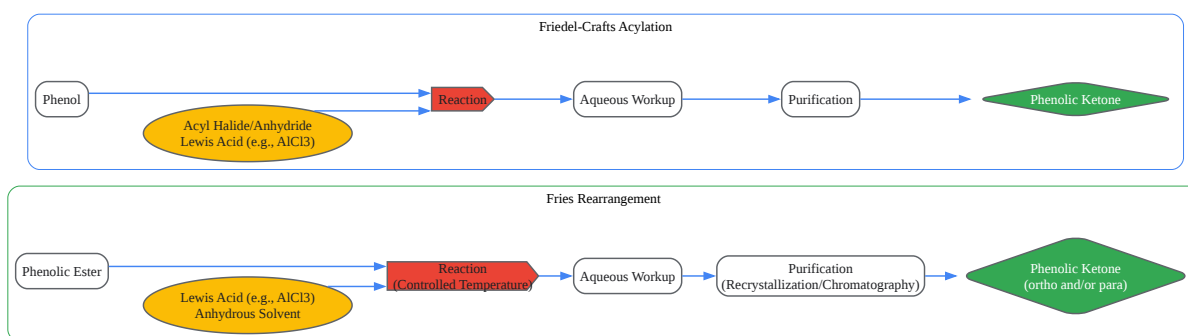 Friedel-Crafts Acylation
Phenol
Acyl Halide/Anhydride
Lewis Acid (e.g., AlCl3)
Reaction
Aqueous Workup
Purification
Phenolic Ketone
Fries Rearrangement
Phenolic Ester
Lewis Acid (e.g., AlCl3)
Anhydrous Solvent
Reaction
(Controlled Temperature)
Aqueous Workup
Purification
(Recrystallization/Chromatography)
Phenolic Ketone
(ortho and/or para)